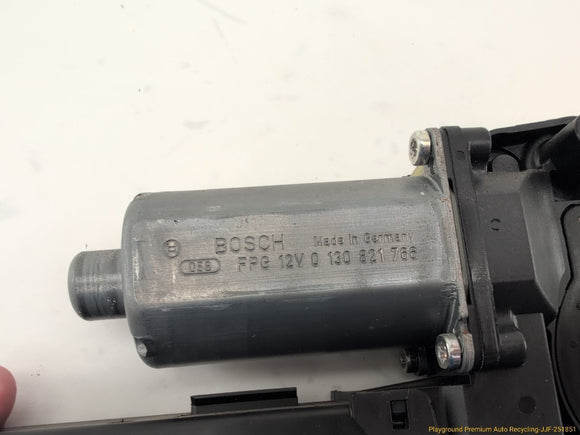 BOSCH Made in Germany
FPG 12V 0 130 821 766
Playground Premium Auto Recycling-JJF-251851